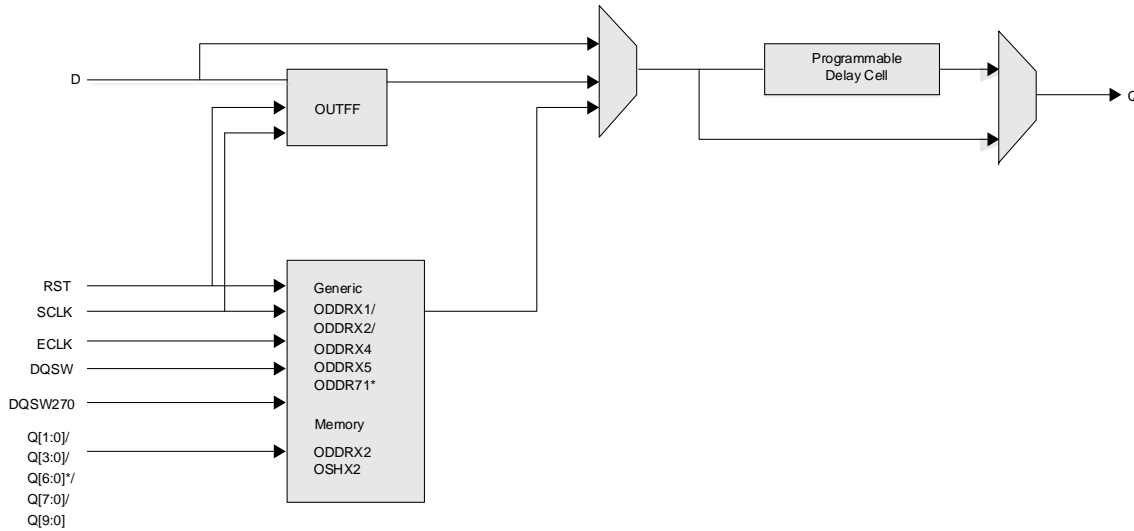 D
OUTFF
Programmable
Delay Cell
Q
RST
SCLK
ECLK
DQSW
DQSW270
Q[1:0]/
Q[3:0]/
Q[6:0]*/
Q[7:0]/
Q[9:0]
Generic
ODDRX1/
ODDRX2/
ODDRX4
ODDRX5
ODDR71*
Memory
ODDRX2
OSHX2